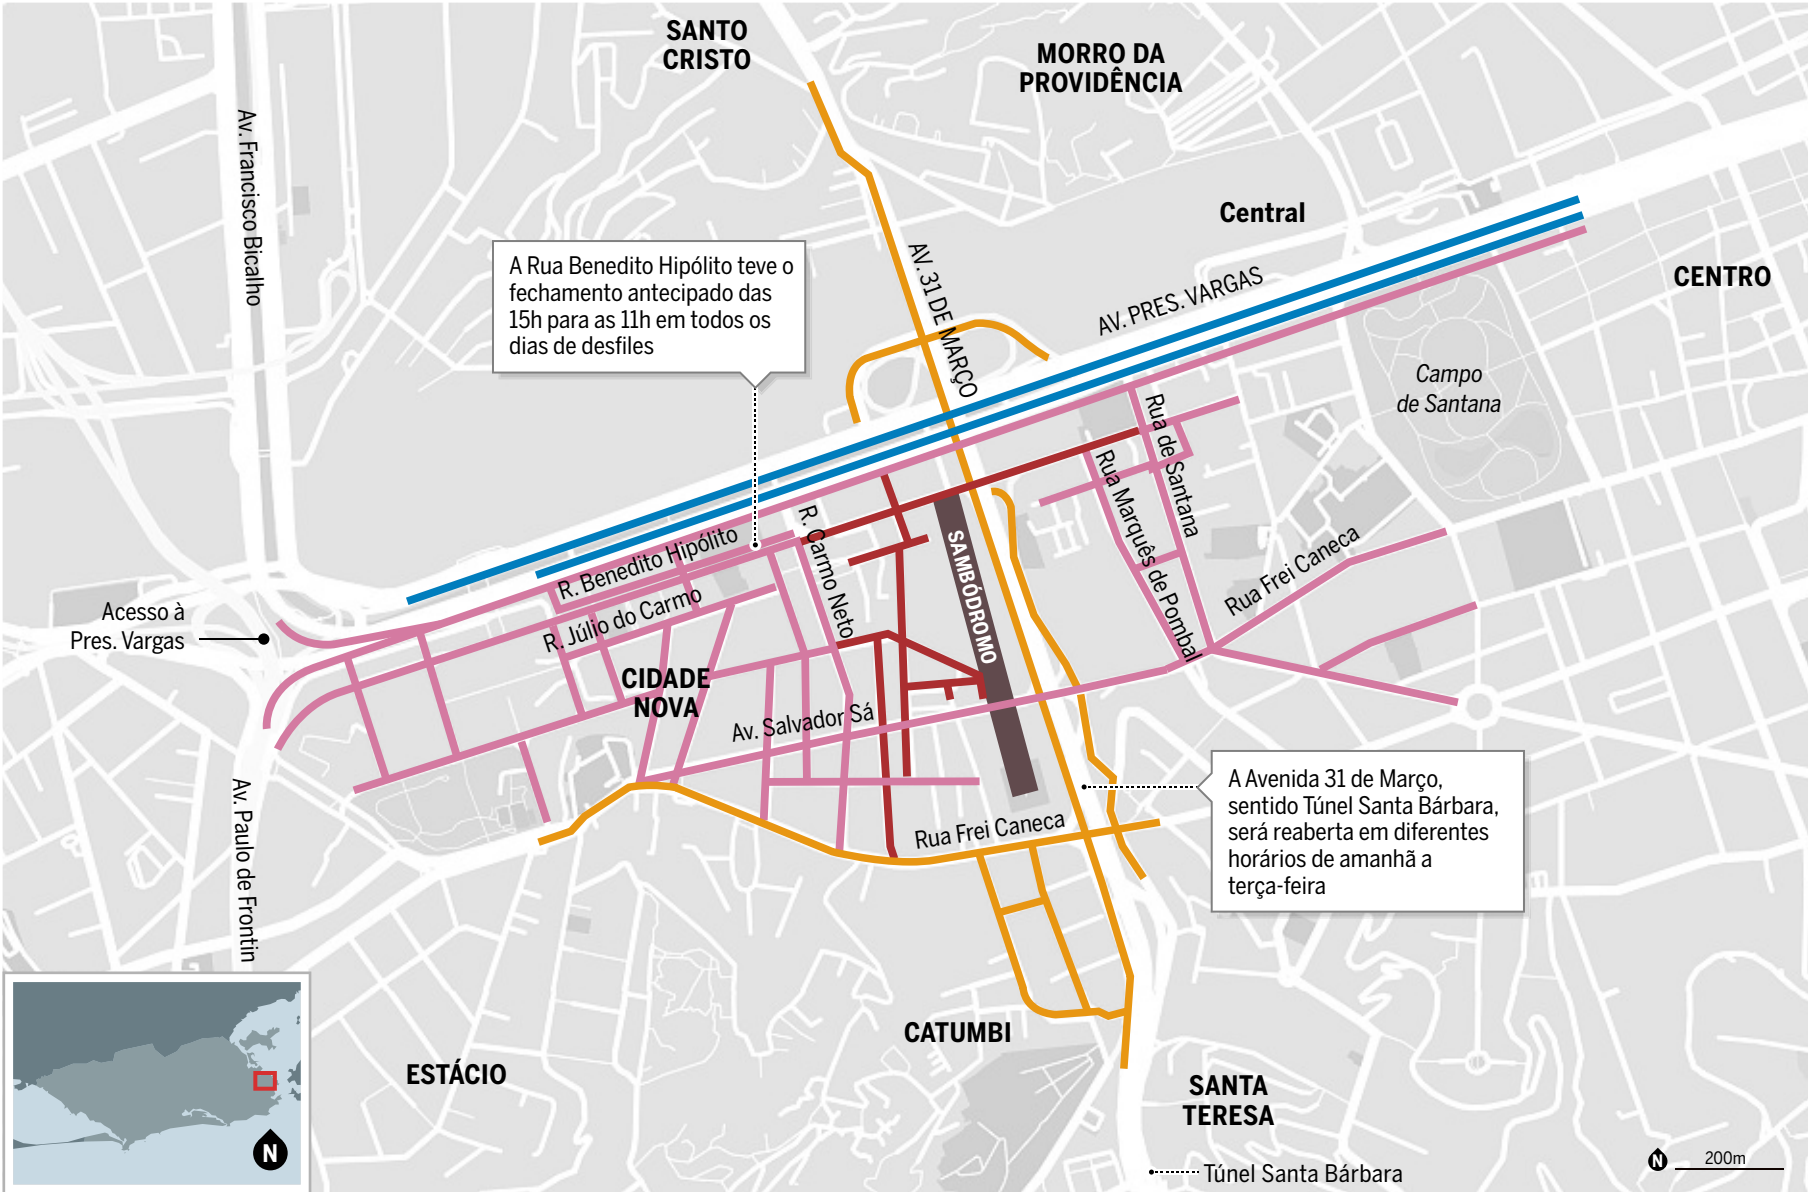 SANTO
CRISTO
MORRO DA
PROVIDÊNCIA
Av. Francisco Bicalho
Central
CENTRO
A Rua Benedito Hipólito teve o
fechamento antecipado das
15h para as 11h em todos os
dias de desfiles
AV. 31 DE MARÇO
AV. PRES. VARGAS
Campo
de Santana
Rua de Santana
Rua Marquês de Pombal
R. Carmo Neto
SAMBÓDROMO
R. Benedito Hipólito
R. Júlio do Carmo
Rua Frei Caneca
Acesso à
Pres. Vargas
CIDADE
NOVA
Av. Salvador Sá
Av. Paulo de Frontin
A Avenida 31 de Março,
sentido Túnel Santa Bárbara,
será reaberta em diferentes
horários de amanhã a
terça-feira
Rua Frei Caneca
CATUMBI
ESTÁCIO
SANTA
TERESA
Túnel Santa Bárbara
N
N
200m